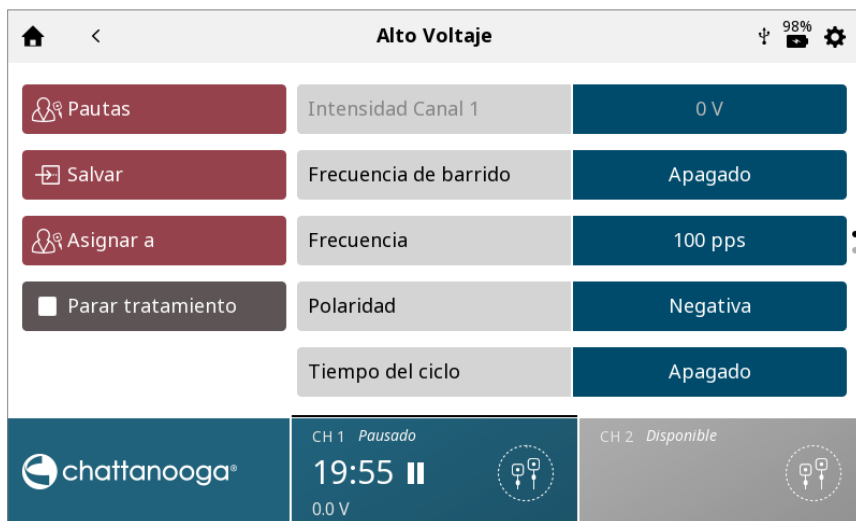 Alto Voltaje
98%
Pautas
Intensidad Canal 1
0 V
Salvar
Frecuencia de barrido
Apagado
Asignar a
Frecuencia
100 pps
Parar tratamiento
Polaridad
Negativa
Tiempo del ciclo
Apagado
chattanooga®
CH 1 Pausado
19:55
0.0 V
CH 2 Disponible